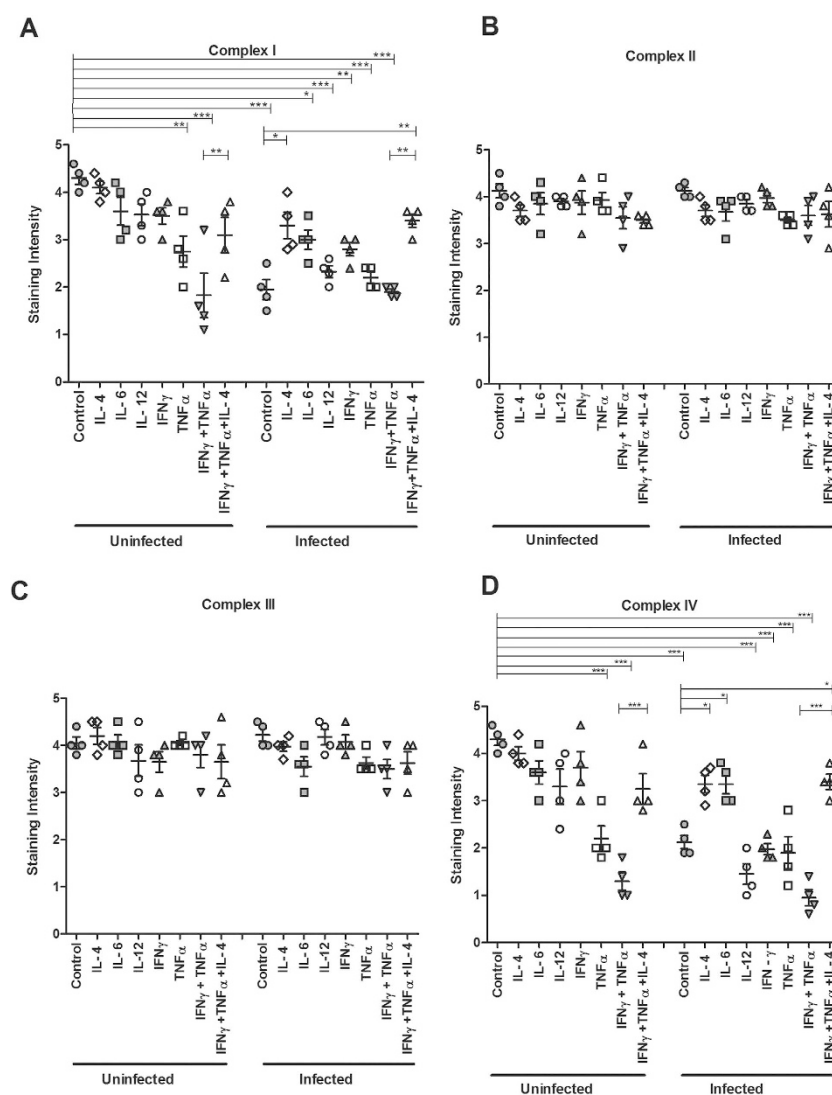 A
Complex I
***
***
**
***
*
***
***
**
**
*
**
**
Staining Intensity
5
4
3
2
1
0
Control
IL- 4
IL- 6
IL- 12
IFNγ
TNFα
IFNγ +TNFα
IFNγ +TNFα +IL- 4
Control
IL- 4
IL- 6
IL- 12
IFNγ
TNFα
IFNγ+TNFα
IFNγ+TNFα +IL- 4
Uninfected
Infected
B
Complex II
Staining Intensity
5
4
3
2
1
0
Control
IL- 4
IL- 6
IL-12
IFNγ
TNFα
IFNγ + TNFα
IFNγ +TNFα +IL- 4
Control
IL- 4
IL- 6
IL-12
IFNγ
TNFα
IFNγ + TNFα
IFNγ +TNFα +IL- 4
Uninfected
Infected
C
Complex III
Staining Intensity
5
4
3
2
1
0
Control
IL- 4
IL- 6
IL-12
IFNγ
TNFα
IFNγ + TNFα
IFNγ +TNFα +IL- 4
Control
IL- 4
IL- 6
IL-12
IFNγ
TNFα
IFNγ + TNFα
IFNγ +TNFα +IL- 4
Uninfected
Infected
D
Complex IV
***
***
***
***
***
***
***
*
*
*
***
***
Staining Intensity
5
4
3
2
1
0
Control
IL- 4
IL- 6
IL-12
IFNγ
TNFα
IFNγ + TNFα
IFNγ +TNFα +IL- 4
Control
IL- 4
IL- 6
IL-12
IFN - γ
TNFα
IFNγ + TNFα
IFNγ +TNFα +IL- 4
Uninfected
Infected